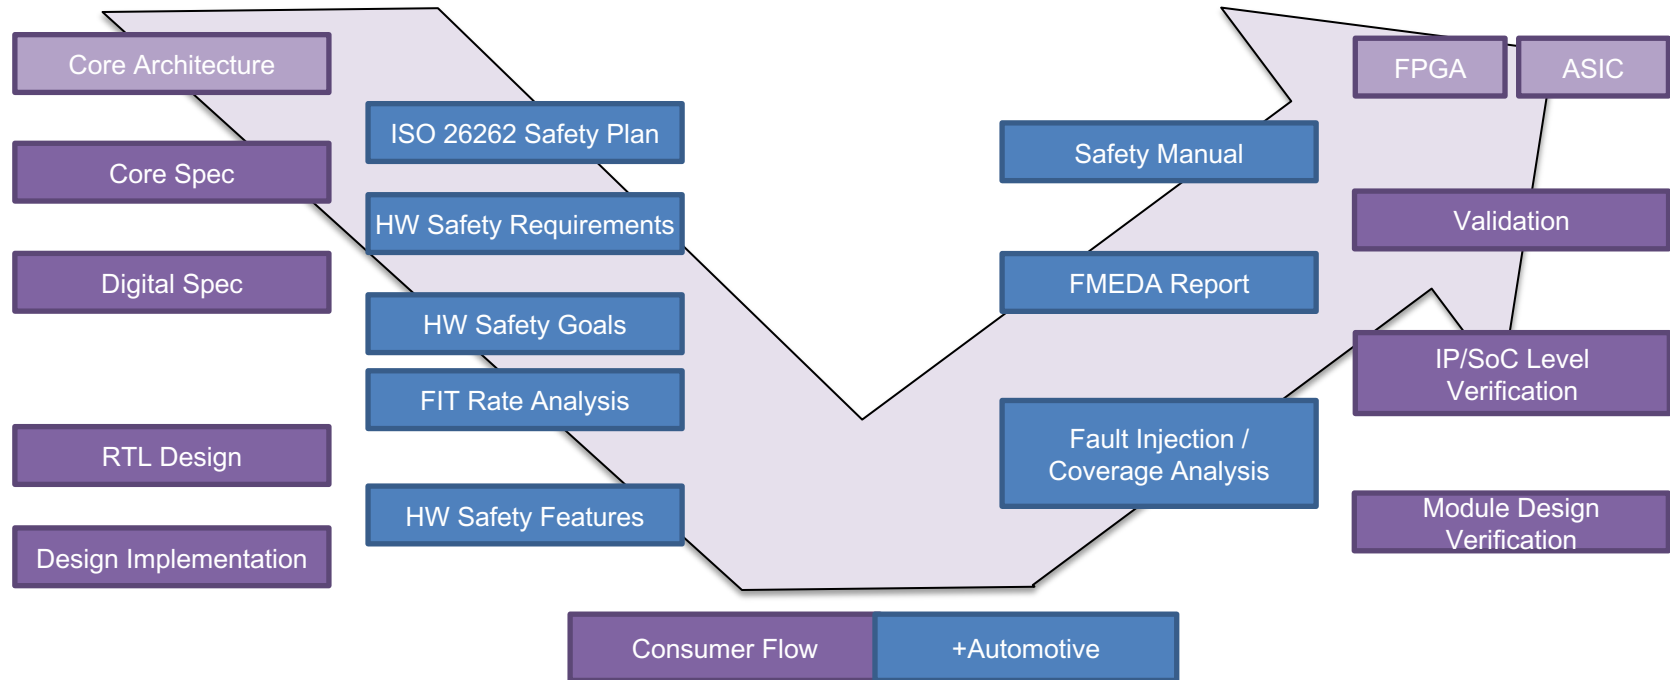 Core Architecture
Core Spec
Digital Spec
RTL Design
Design Implementation
ISO 26262 Safety Plan
HW Safety Requirements
HW Safety Goals
FIT Rate Analysis
HW Safety Features
Safety Manual
FMEDA Report
Fault Injection /
Coverage Analysis
FPGA
ASIC
Validation
IP/SoC Level
Verification
Module Design
Verification
Consumer Flow
+Automotive